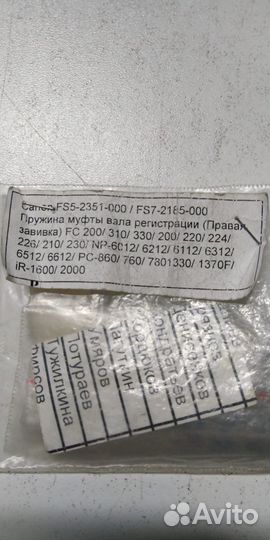 Canon FS5-2351-000 / FS7-2185-000
Пружина муфты вала регистрации (Правая
завивка) FC 200/ 310/ 330/ 200/ 220/ 224/
226/ 210/ 230/ NP-6012/ 6212/ 6112/ 6312/
6512/ 6612/ PC-860/ 760/ 7801330/ 1370F/
iR-1600/ 2000
Потураев
Тужилкина
Avito